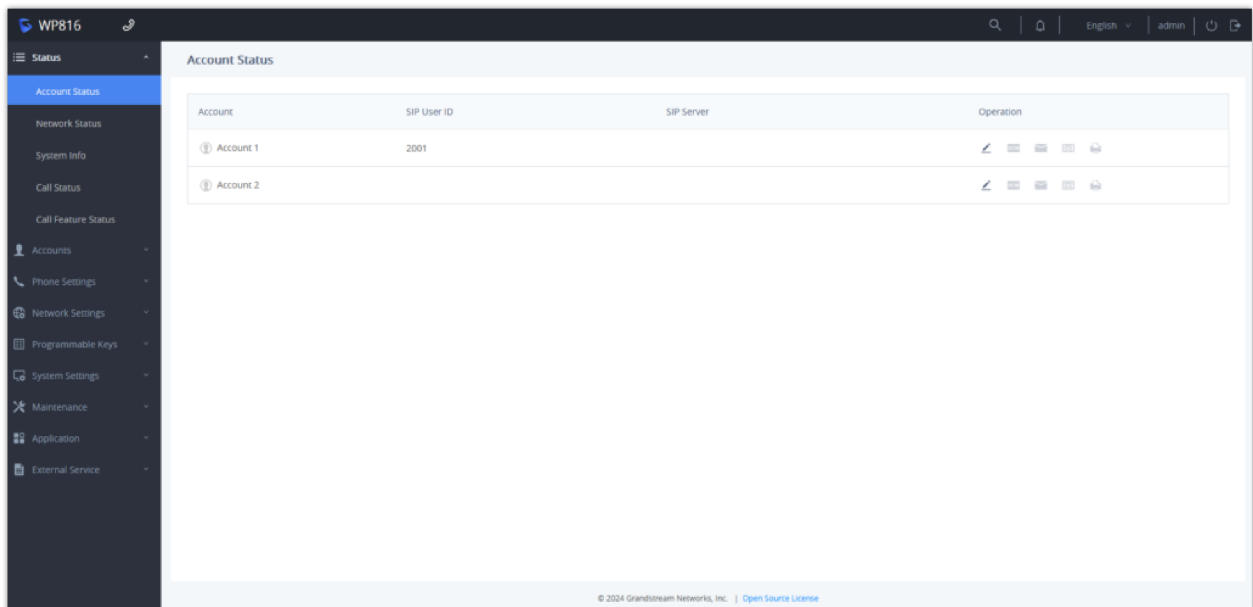 WP816
English
admin
Status
Account Status
Network Status
System Info
Call Status
Call Feature Status
Accounts
Phone Settings
Network Settings
Programmable Keys
System Settings
Maintenance
Application
External Service
Account Status
Account SIP User ID SIP Server Operation
Account 1 2001
Account 2
© 2024 Grandstream Networks, Inc. | Open Source License